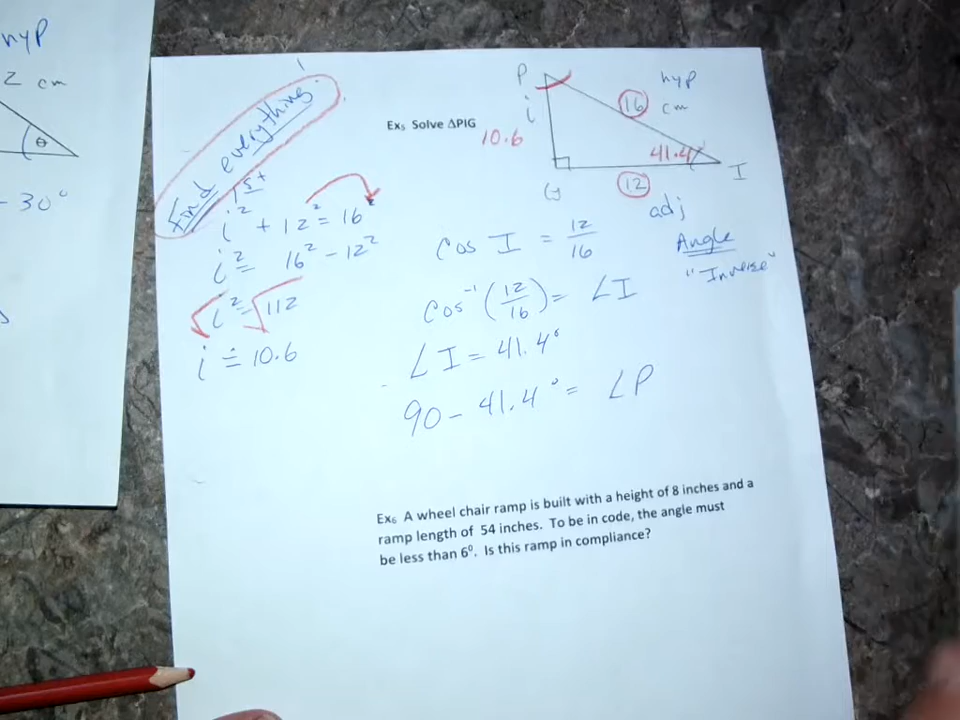 hyp
2 cm
θ
- 30°
Find everything!
Ex₅ Solve ΔPIG
P
hyp
i
16 cm
10.6
41.4
I
G
12
adj
1st
i² + 12² = 16²
i² = 16² - 12²
√i² = √112
i ≐ 10.6
Cos I = 12/16
Cos⁻¹ (12/16) = ∠I
∠I = 41.4°
90 - 41.4° = ∠P
Angle
"Inverse"
Ex₆ A wheel chair ramp is built with a height of 8 inches and a
ramp length of 54 inches. To be in code, the angle must
be less than 6⁰. Is this ramp in compliance?